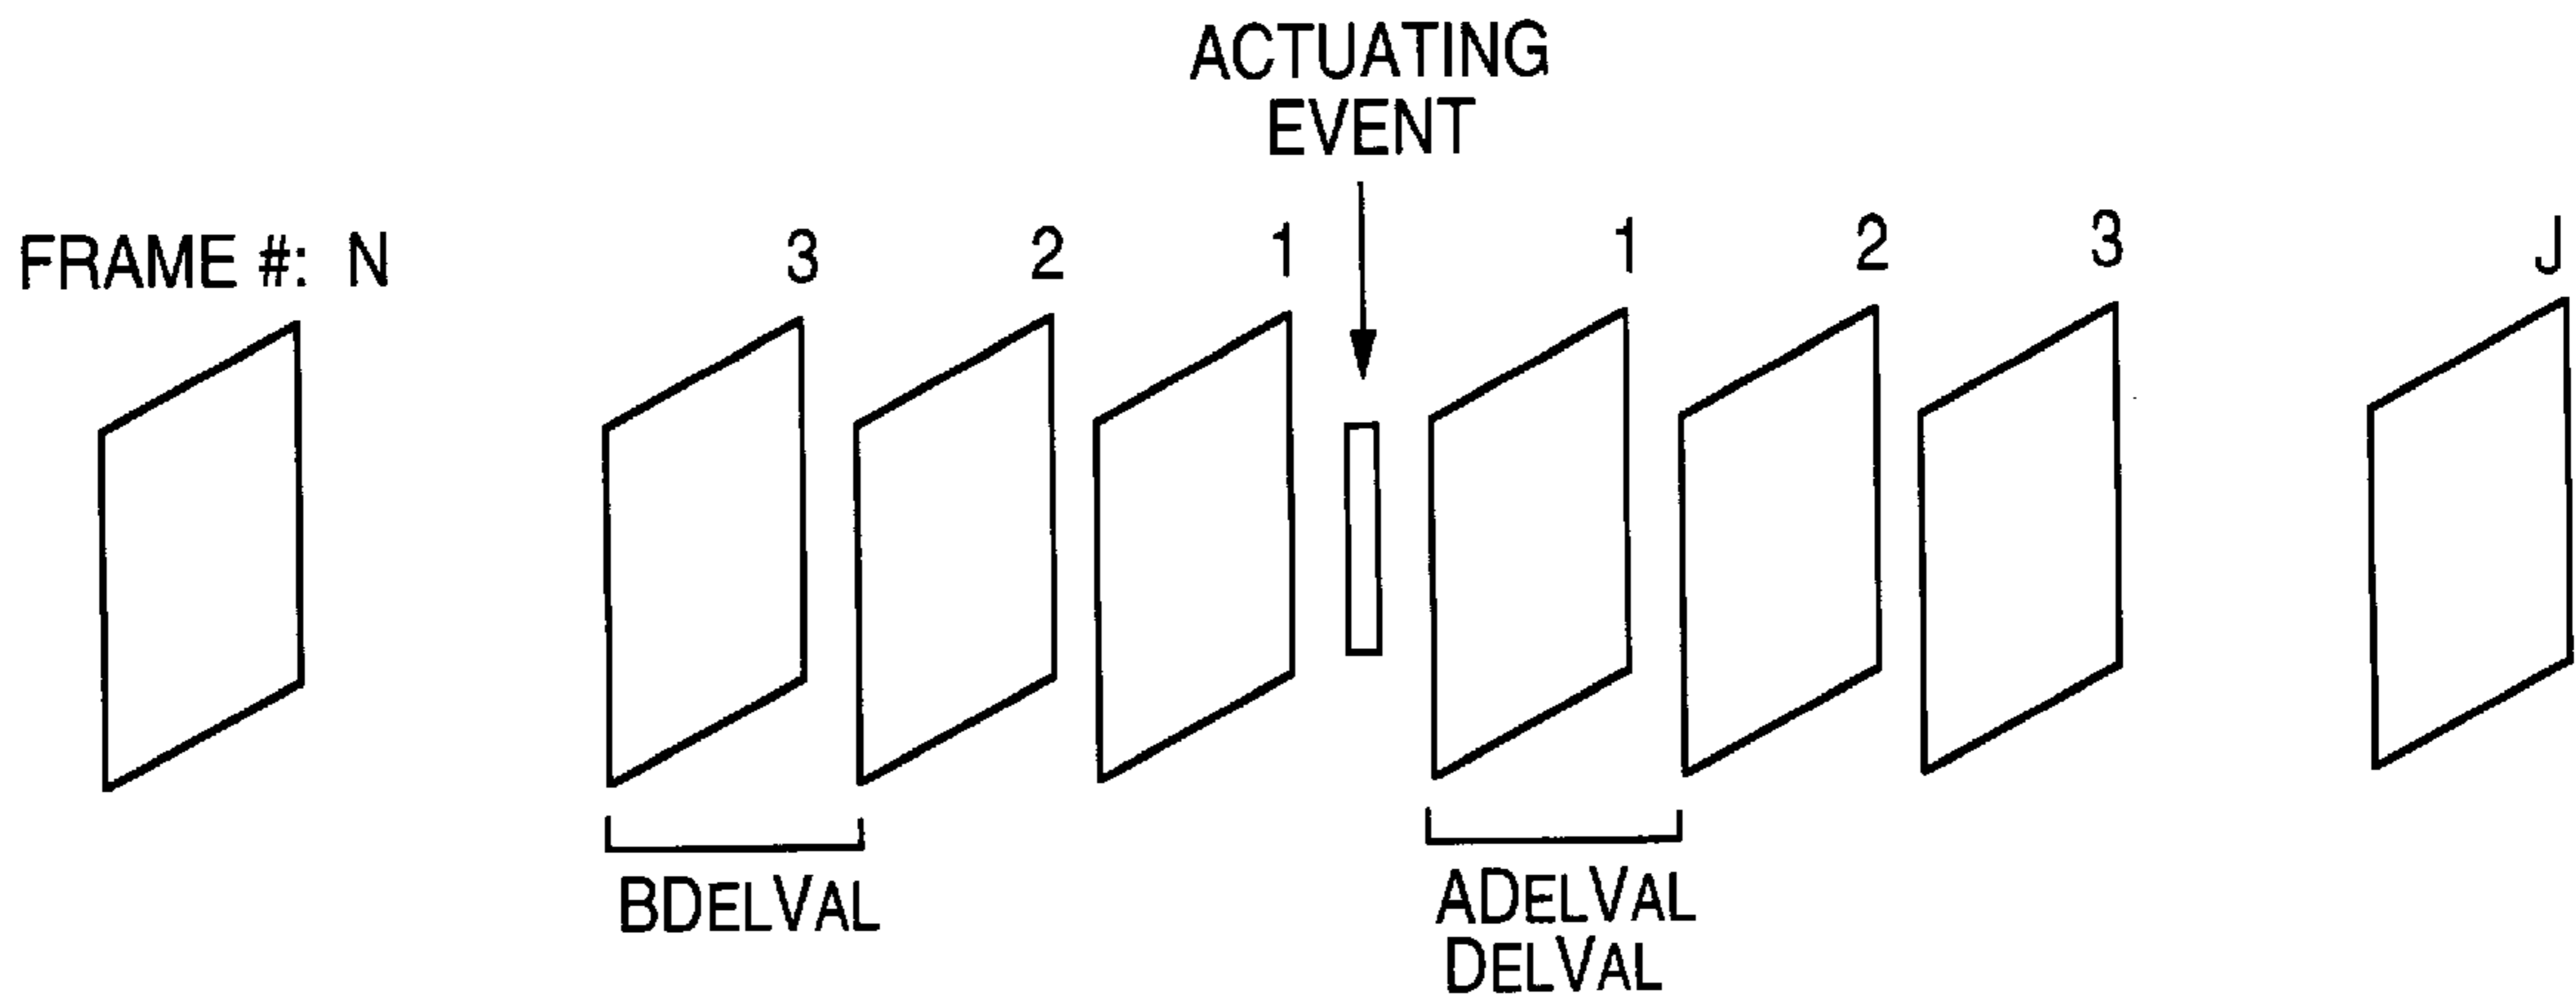 ACTUATING
EVENT
FRAME #: N 3 2 1 1 2 3 J
BDELVAL
ADELVAL
DELVAL